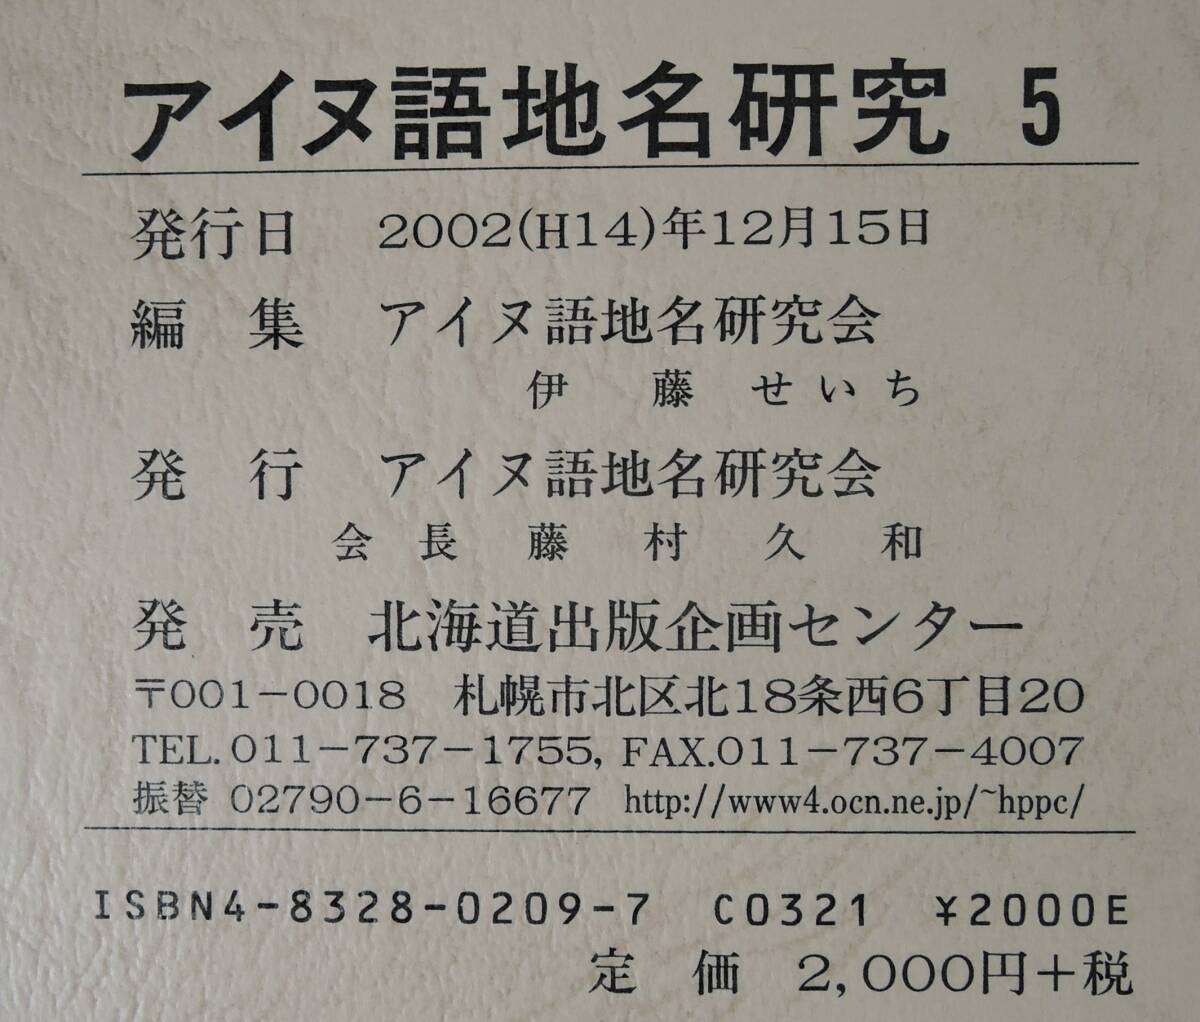 アイヌ語地名研究 5
発行日 2002(H14)年12月15日
編 集 アイヌ語地名研究会
伊 藤 せいち
発 行 アイヌ語地名研究会
会長 藤 村 久 和
発 売 北海道出版企画センター
〒001-0018 札幌市北区北18条西6丁目20
TEL.011-737-1755, FAX.011-737-4007
振替 02790-6-16677 http://www4.ocn.ne.jp/~hppc/
ISBN4-8328-0209-7 C0321 ¥2000E
定 価 2,000円+税